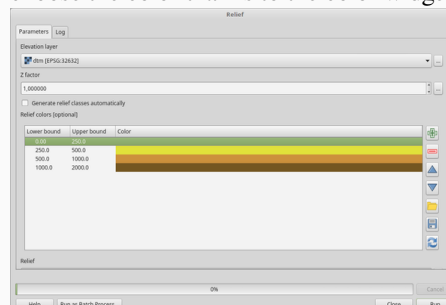 Relief
Parameters Log
Elevation layer
dtm [EPSG:32632]
...
Z factor
1,000000
...
Generate relief classes automatically
Relief colors [optional]
Lower bound Upper bound Color
0.00 250.0
250.0 500.0
500.0 1000.0
1000.0 2000.0
Relief
0%
Cancel
Help Run as Batch Process Close Run